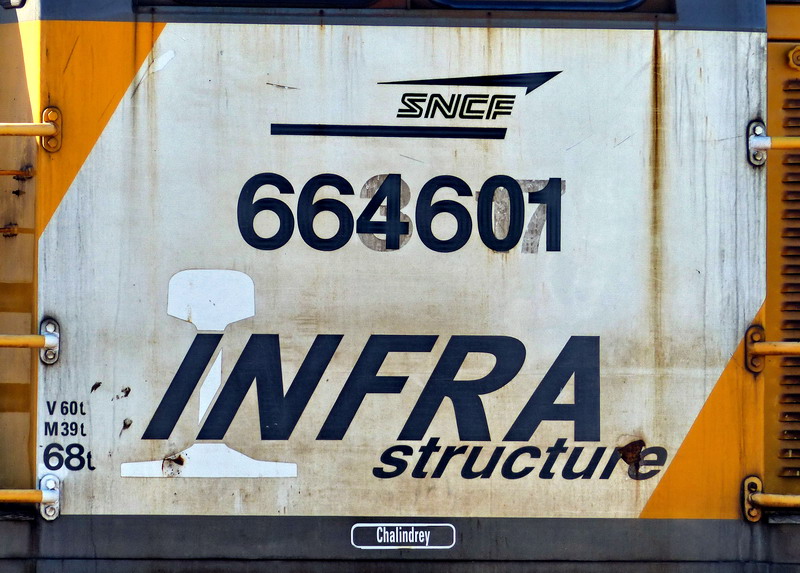 SNCF
664601
INFRA
structure
V 60t
M 39t
68t
Chalindrey